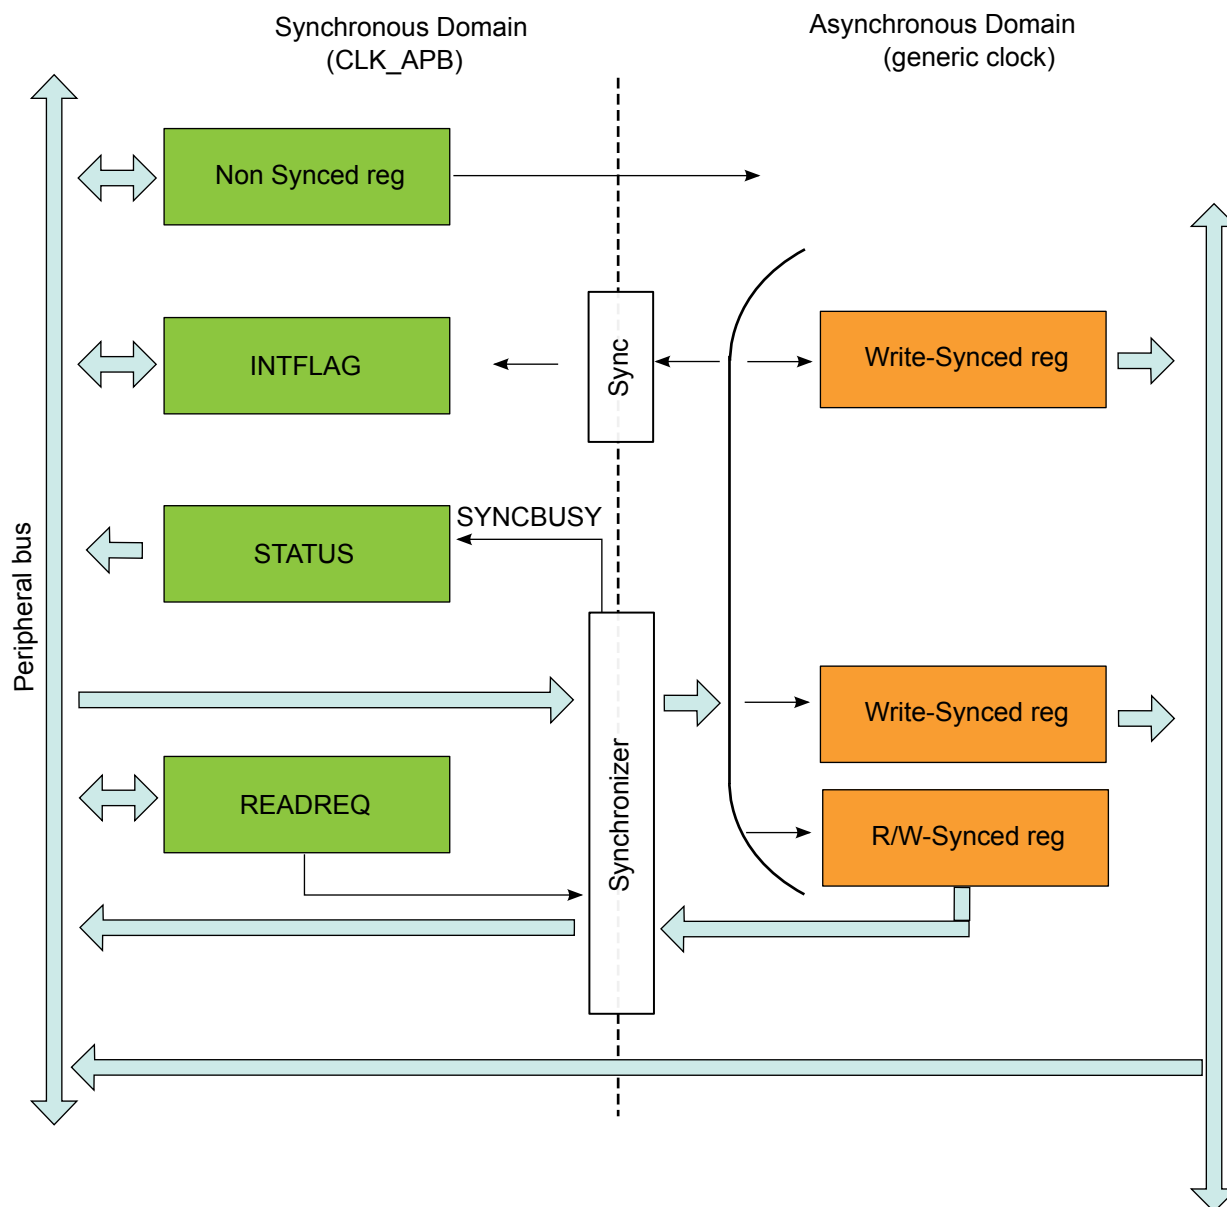 Synchronous Domain
(CLK_APB)
Asynchronous Domain
(generic clock)
Non Synced reg
INTFLAG
Sync
Write-Synced reg
SYNCBUSY
STATUS
Peripheral bus
Write-Synced reg
Synchronizer
READREQ
R/W-Synced reg